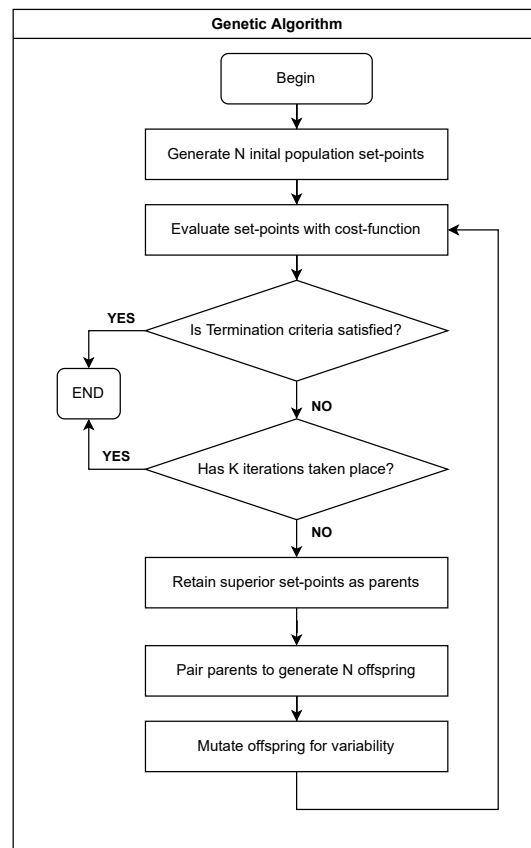 Genetic Algorithm
Begin
Generate N inital population set-points
Evaluate set-points with cost-function
Is Termination criteria satisfied?
YES
END
NO
Has K iterations taken place?
YES
NO
Retain superior set-points as parents
Pair parents to generate N offspring
Mutate offspring for variability